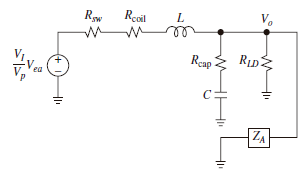 R_sw R_coil L V_o
V_I/V_p V_ea + −
R_cap R_LD
C
Z_A